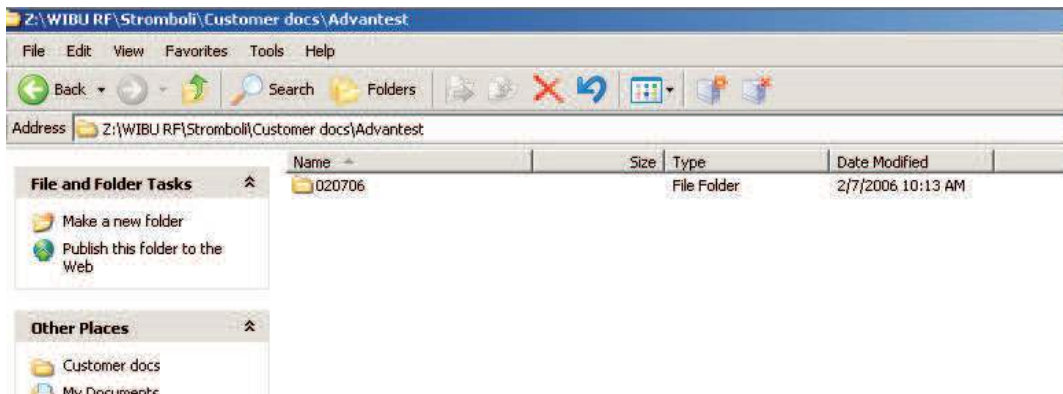 Z:\WIBU RF\Stromboli\Customer docs\Advantest
File Edit View Favorites Tools Help
Back Search Folders
Address Z:\WIBU RF\Stromboli\Customer docs\Advantest
Name Size Type Date Modified
020706 File Folder 2/7/2006 10:13 AM
File and Folder Tasks
Make a new folder
Publish this folder to the
Web
Other Places
Customer docs
My Documents